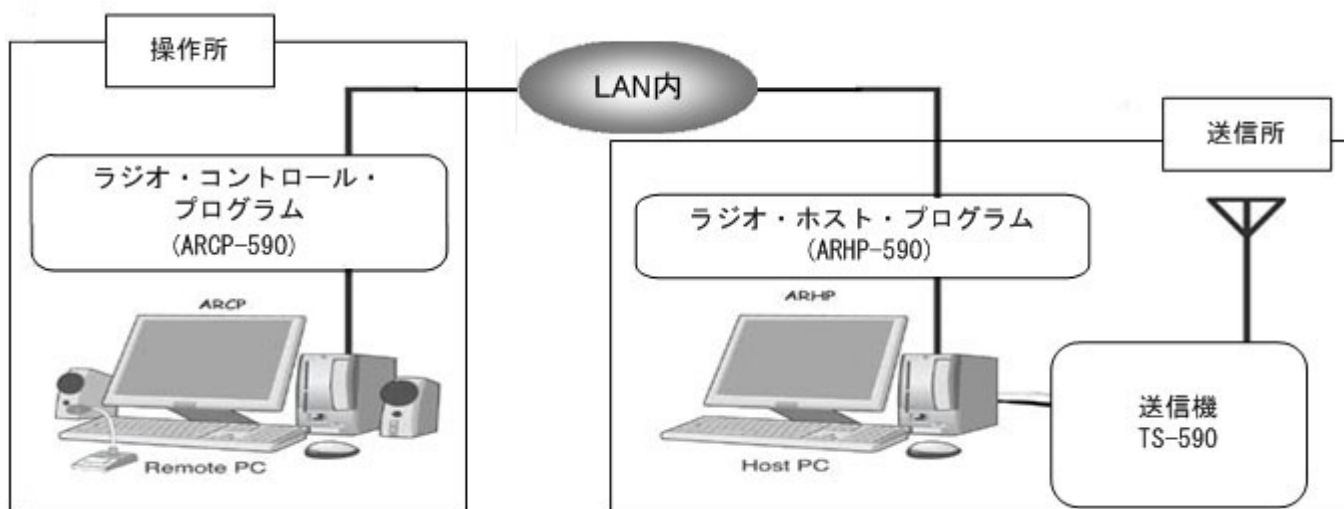 操作所
LAN内
送信所
ラジオ・コントロール・
プログラム
(ARCP-590)
ラジオ・ホスト・プログラム
(ARHP-590)
ARCP
ARHP
送信機
TS-590
Remote PC
Host PC